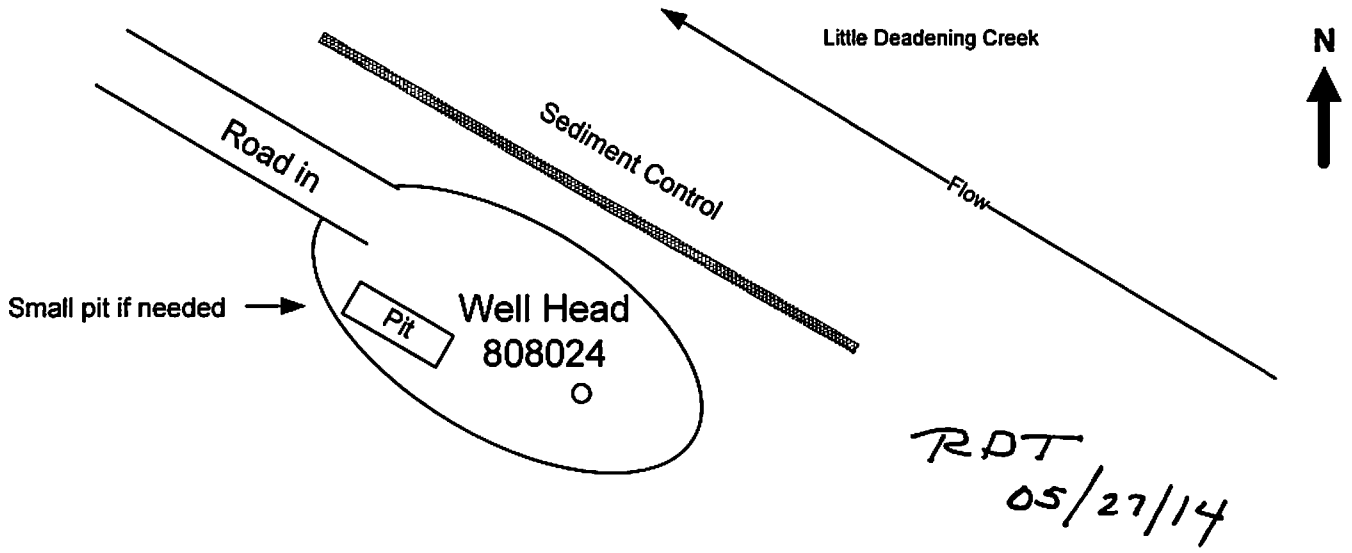 Little Deadening Creek
N
Sediment Control
Road in
Flow
Small pit if needed
Pit
Well Head
808024
RDT
05/27/14